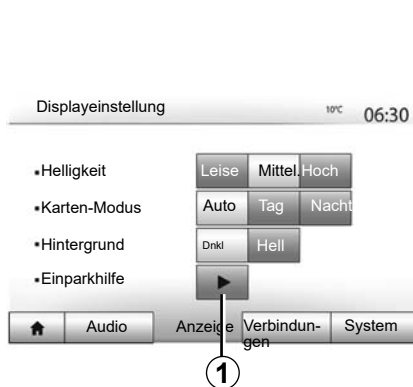 Displayeinstellung 10°C 06:30
▪Helligkeit Leise Mittel. Hoch
▪Karten-Modus Auto Tag Nacht
▪Hintergrund Dnkl Hell
▪Einparkhilfe ►
Audio Anzeige Verbindun-gen System
1